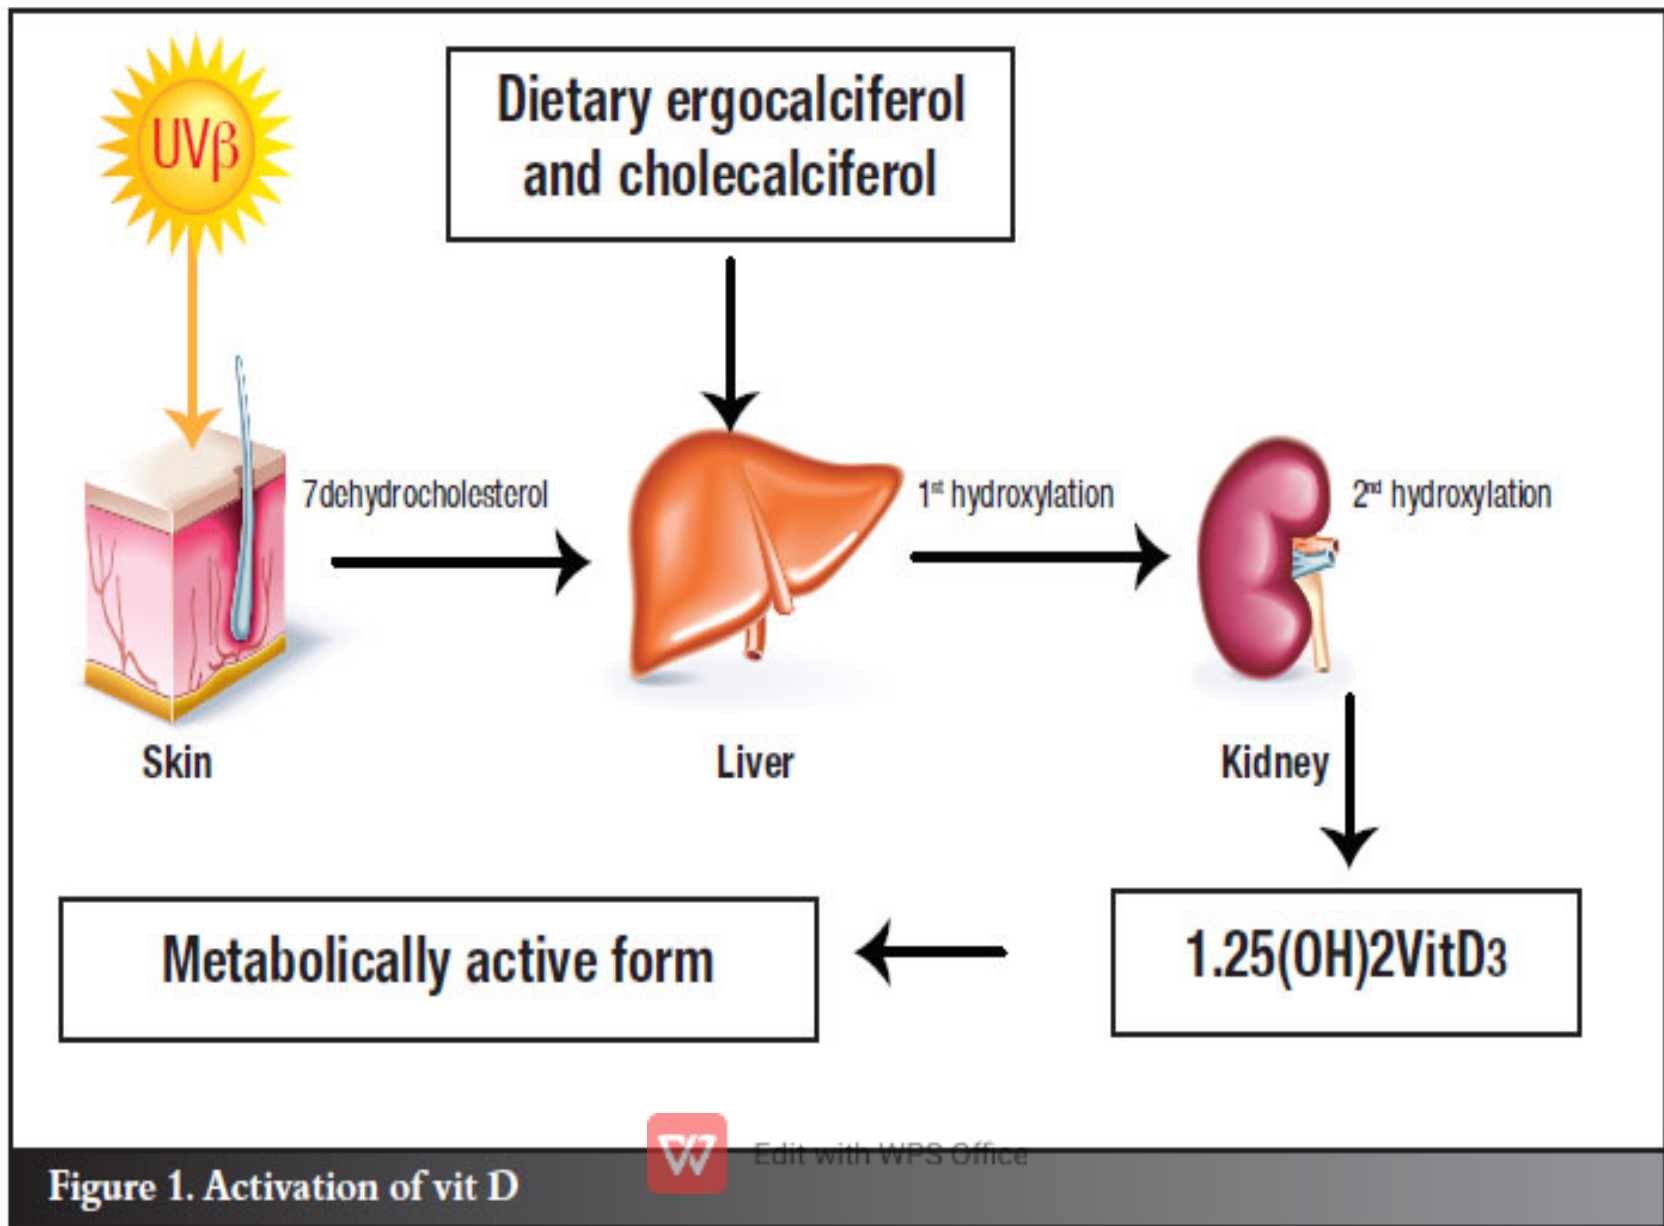 UVβ
Dietary ergocalciferol
and cholecalciferol
7dehydrocholesterol
1st hydroxylation
2nd hydroxylation
Skin
Liver
Kidney
Metabolically active form
1.25(OH)2VitD3
Edit with WPS Office
Figure 1. Activation of vit D